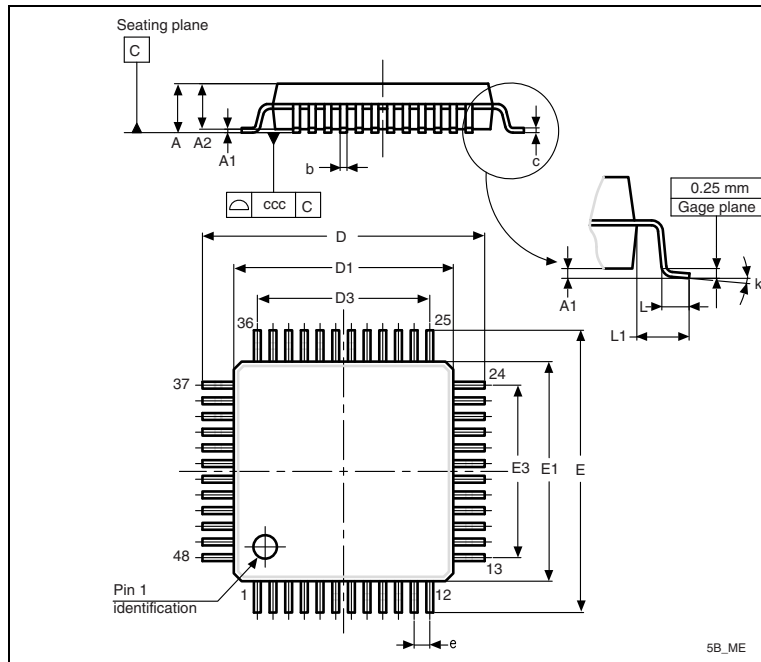 Seating plane
C
A
A2
A1
b
c
ccc C
0.25 mm
Gage plane
D
D1
D3
A1
L
L1
k
36
25
37
24
E3
E1
E
48
13
Pin 1
identification
1
12
e
5B_ME